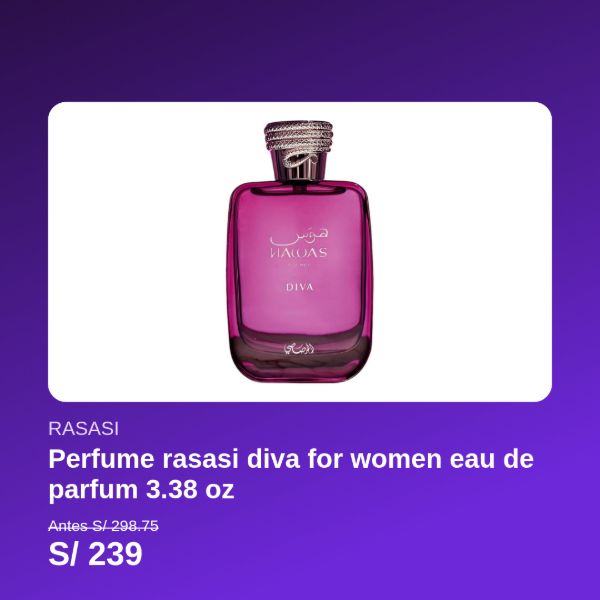 هوس
HAWAS
DIVA
الرصاصي
RASASI
Perfume rasasi diva for women eau de
parfum 3.38 oz
Antes S/ 298.75
S/ 239